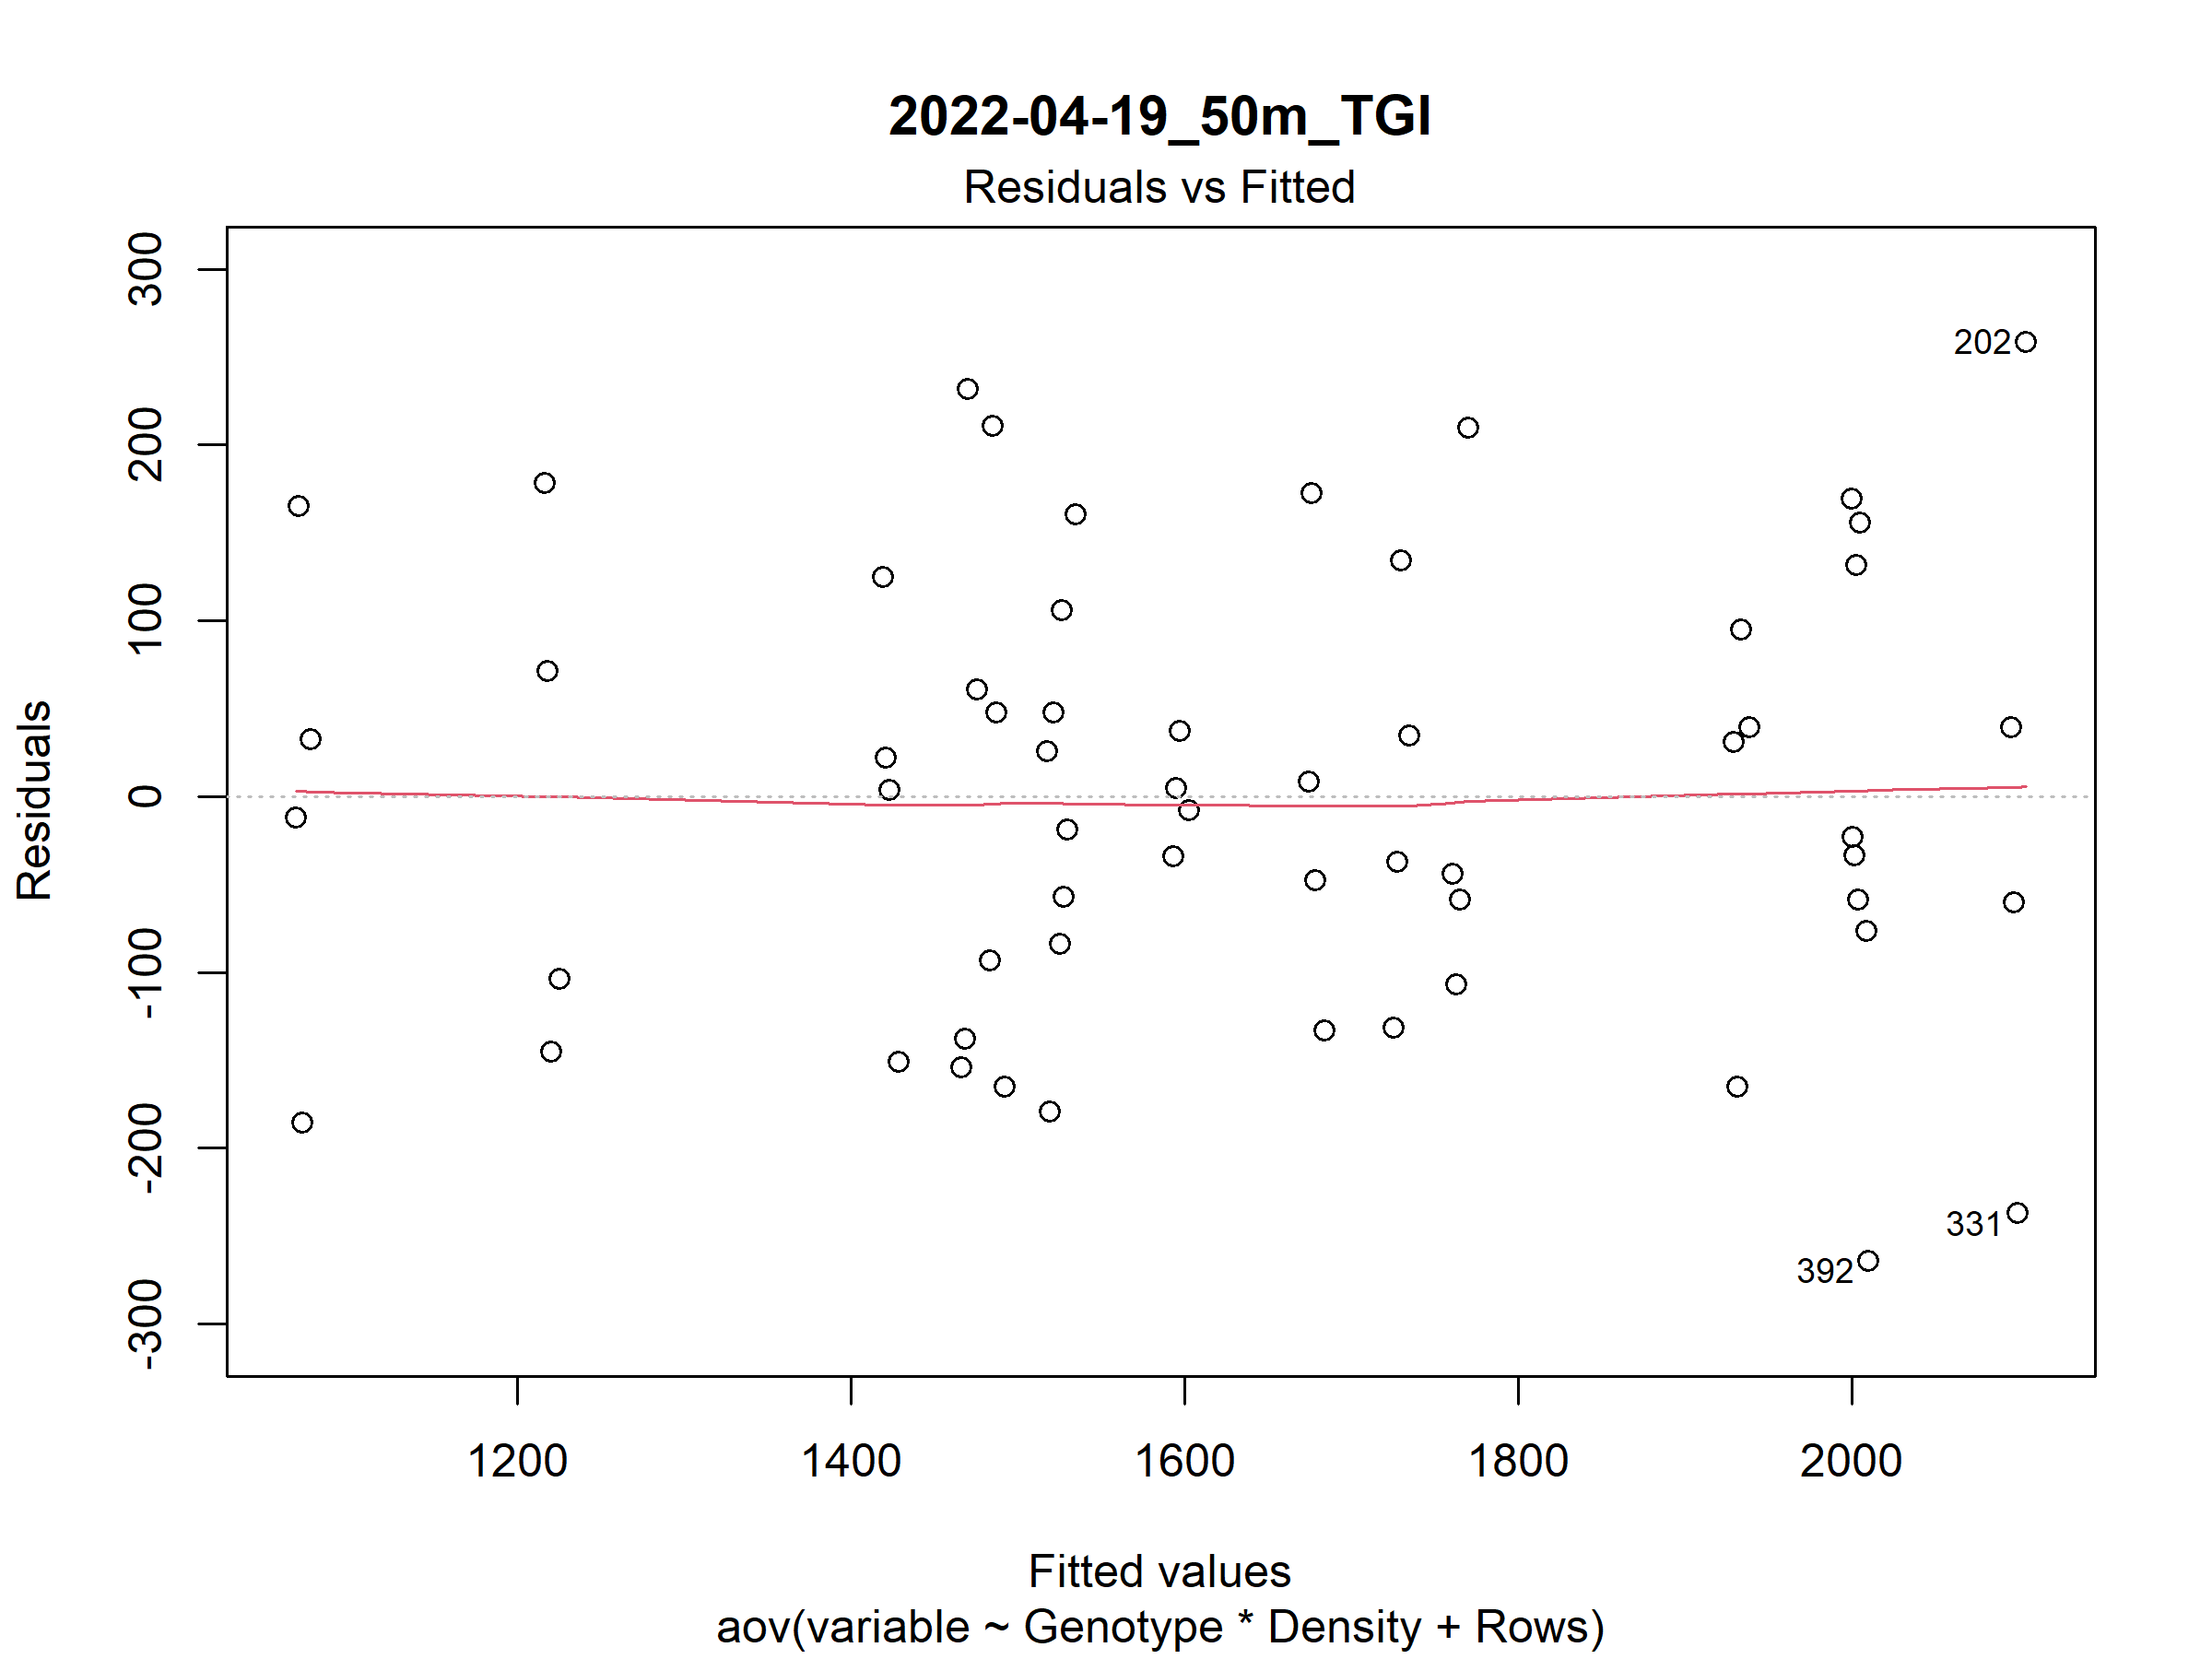 2022-04-19_50m_TGI
Residuals vs Fitted
300
200
100
0
-100
-200
-300
Residuals
202
331
392
1200 1400 1600 1800 2000
Fitted values
aov(variable ~ Genotype * Density + Rows)